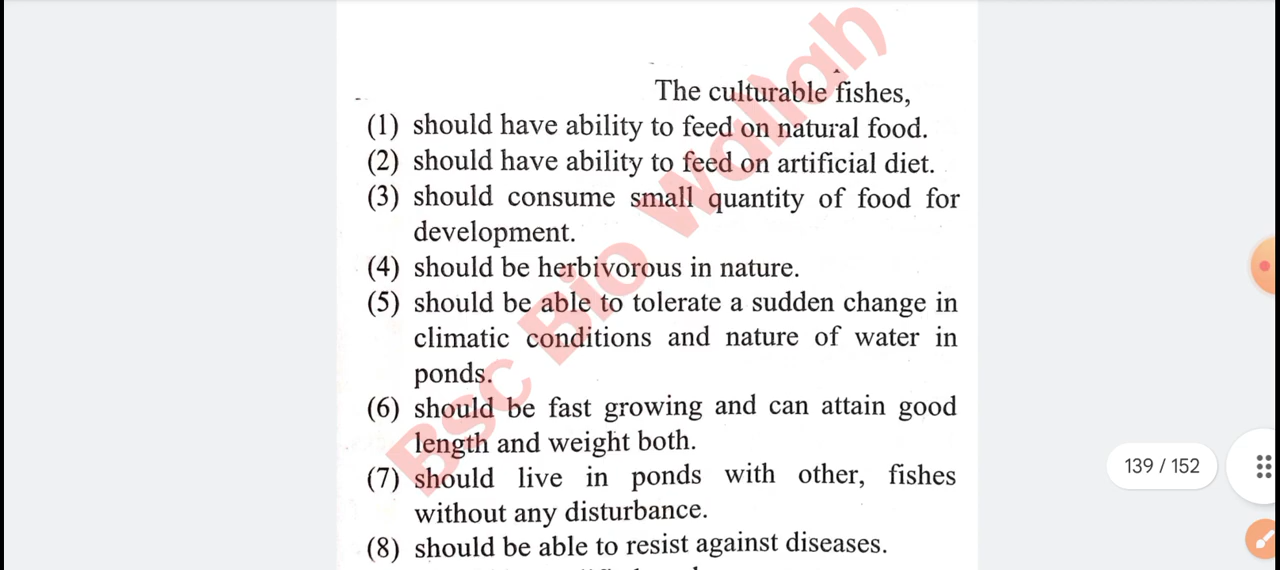 The culturable fishes,
(1) should have ability to feed on natural food.
(2) should have ability to feed on artificial diet.
(3) should consume small quantity of food for
development.
(4) should be herbivorous in nature.
(5) should be able to tolerate a sudden change in
climatic conditions and nature of water in
ponds.
(6) should be fast growing and can attain good
length and weight both.
(7) should live in ponds with other, fishes
without any disturbance.
(8) should be able to resist against diseases.
Bsc Bio Wallah
139 / 152